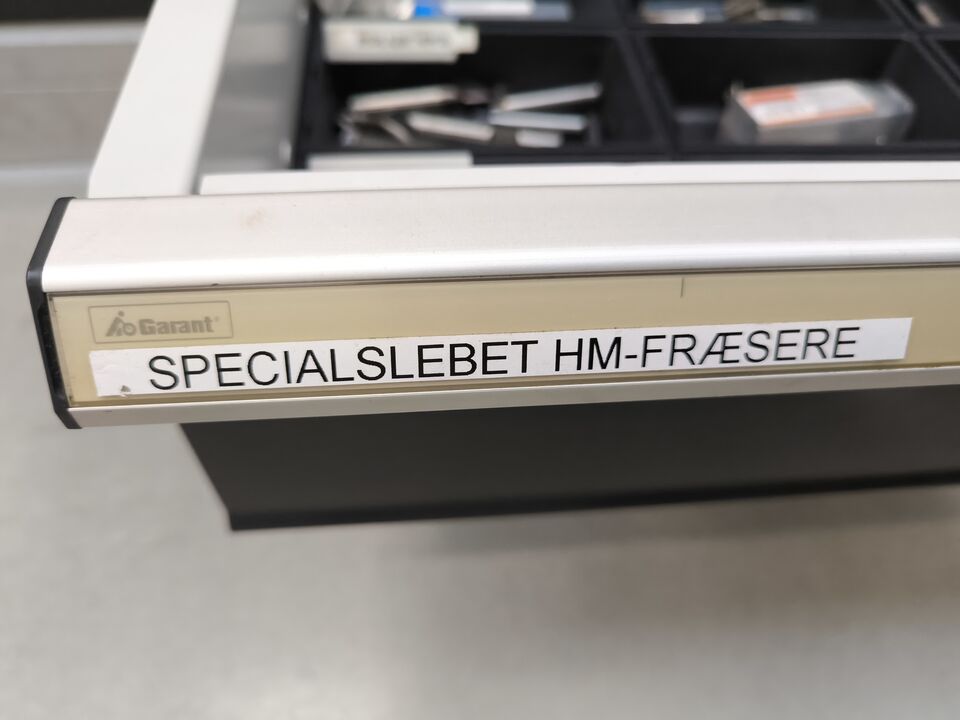 Garant
SPECIALSLEBET HM-FRÆSERE